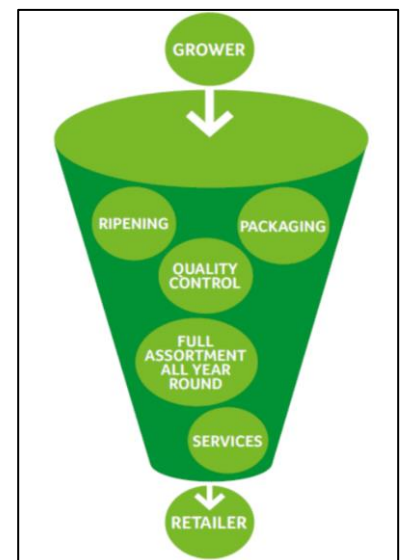 GROWER
RIPENING
PACKAGING
QUALITY
CONTROL
FULL
ASSORTMENT
ALL YEAR
ROUND
SERVICES
RETAILER